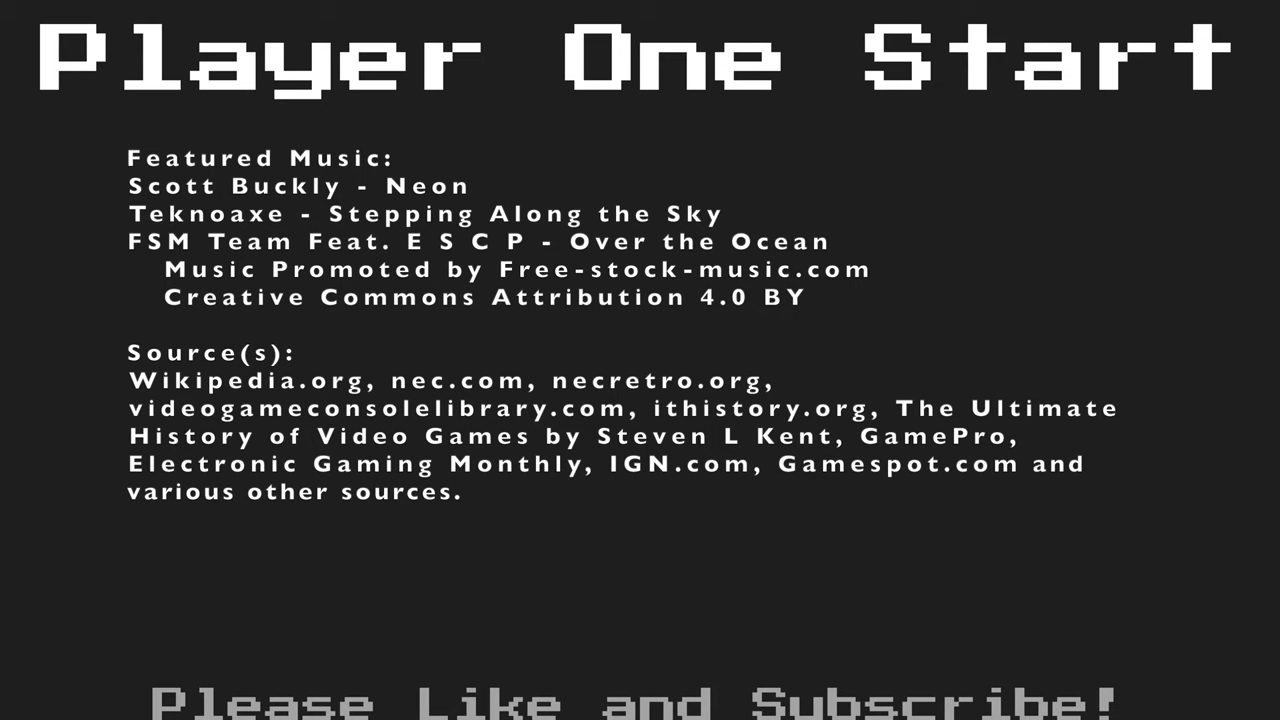 Player One Start
Featured Music:
Scott Buckly - Neon
Teknoaxe - Stepping Along the Sky
FSM Team Feat. E S C P - Over the Ocean
Music Promoted by Free-stock-music.com
Creative Commons Attribution 4.0 BY
Source(s):
Wikipedia.org, nec.com, necretro.org,
videogameconsolelibrary.com, ithistory.org, The Ultimate
History of Video Games by Steven L Kent, GamePro,
Electronic Gaming Monthly, IGN.com, Gamespot.com and
various other sources.
Please Like and Subscribe!